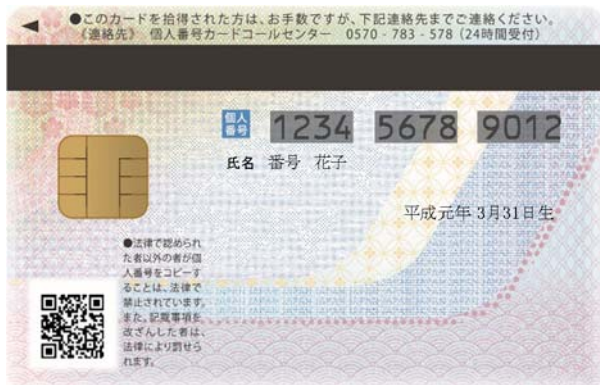 ●このカードを拾得された方は、お手数ですが、下記連絡先までご連絡ください。
《連絡先》 個人番号カードコールセンター 0570-783-578(24時間受付)
個人番号 1234 5678 9012
氏名 番号 花子
平成元年 3月31日生
●法律で認められ
た者以外の者が個
人番号をコピーす
ることは、法律で
禁止されています。
また、記載事項を
改ざんした者は、
法律により罰せら
れます。